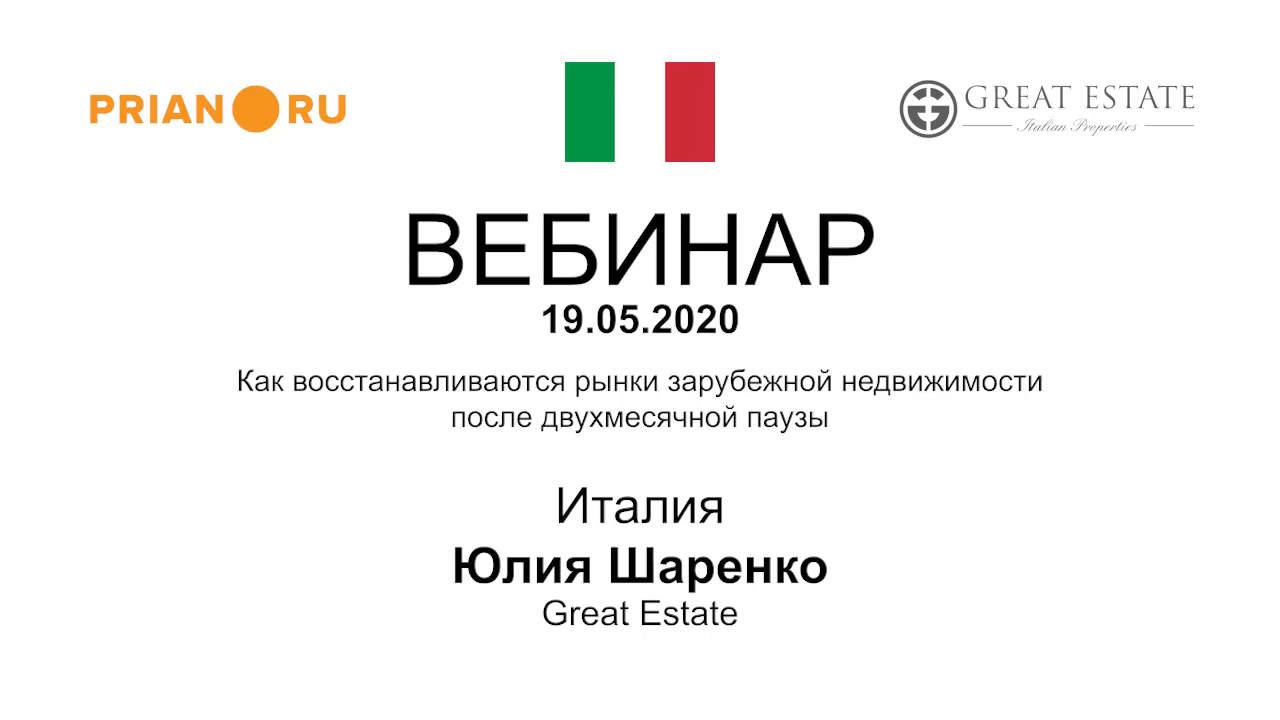 PRIAN RU
GREAT ESTATE
Italian Properties
ВЕБИНАР
19.05.2020
Как восстанавливаются рынки зарубежной недвижимости
после двухмесячной паузы
Италия
Юлия Шаренко
Great Estate